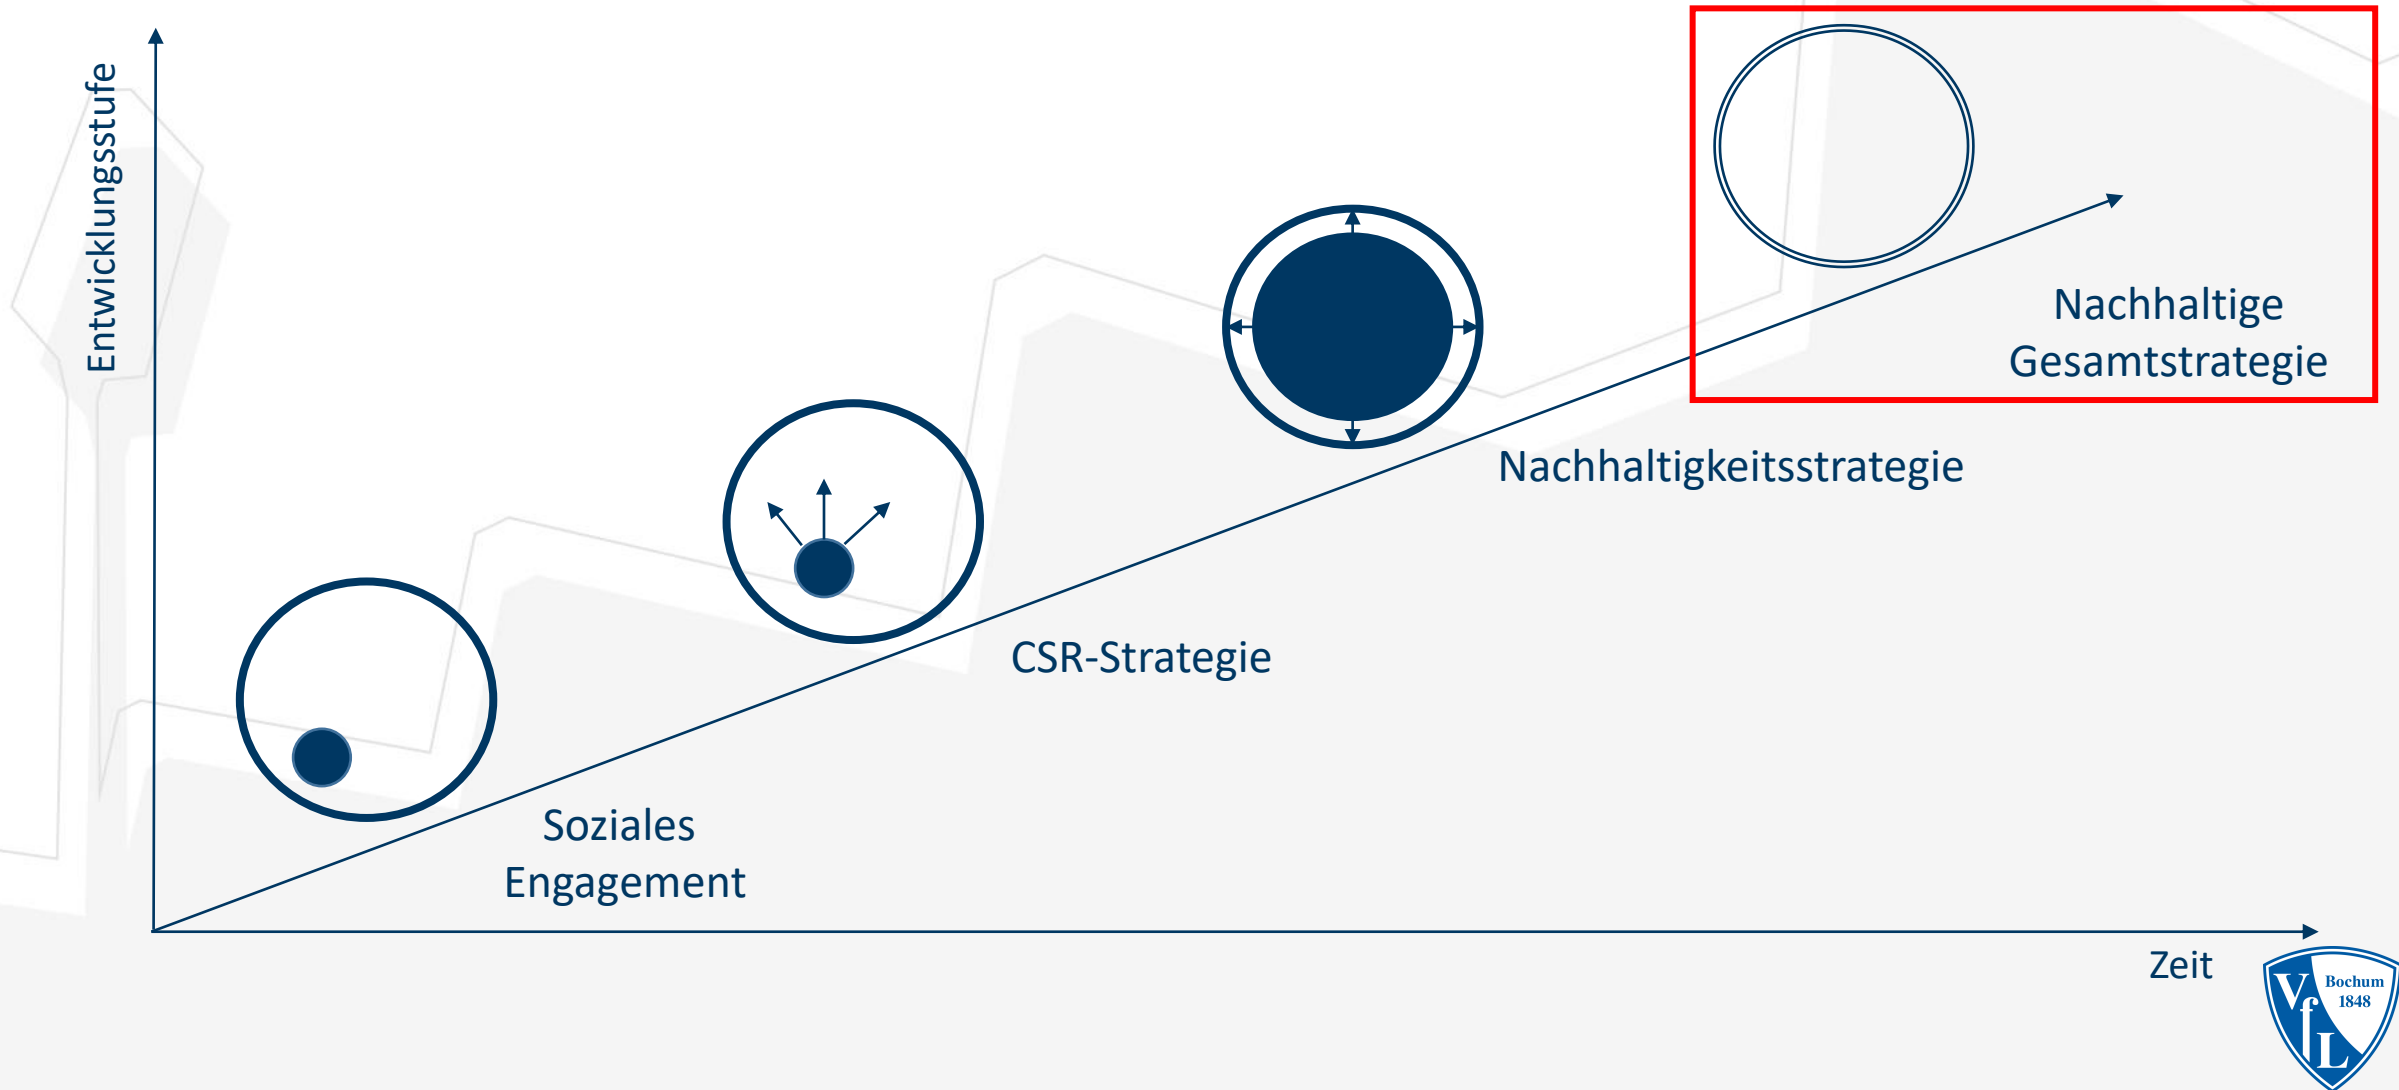 Entwicklungsstufe
Nachhaltige
Gesamtstrategie
Nachhaltigkeitsstrategie
CSR-Strategie
Soziales
Engagement
Zeit
VfL
Bochum
1848